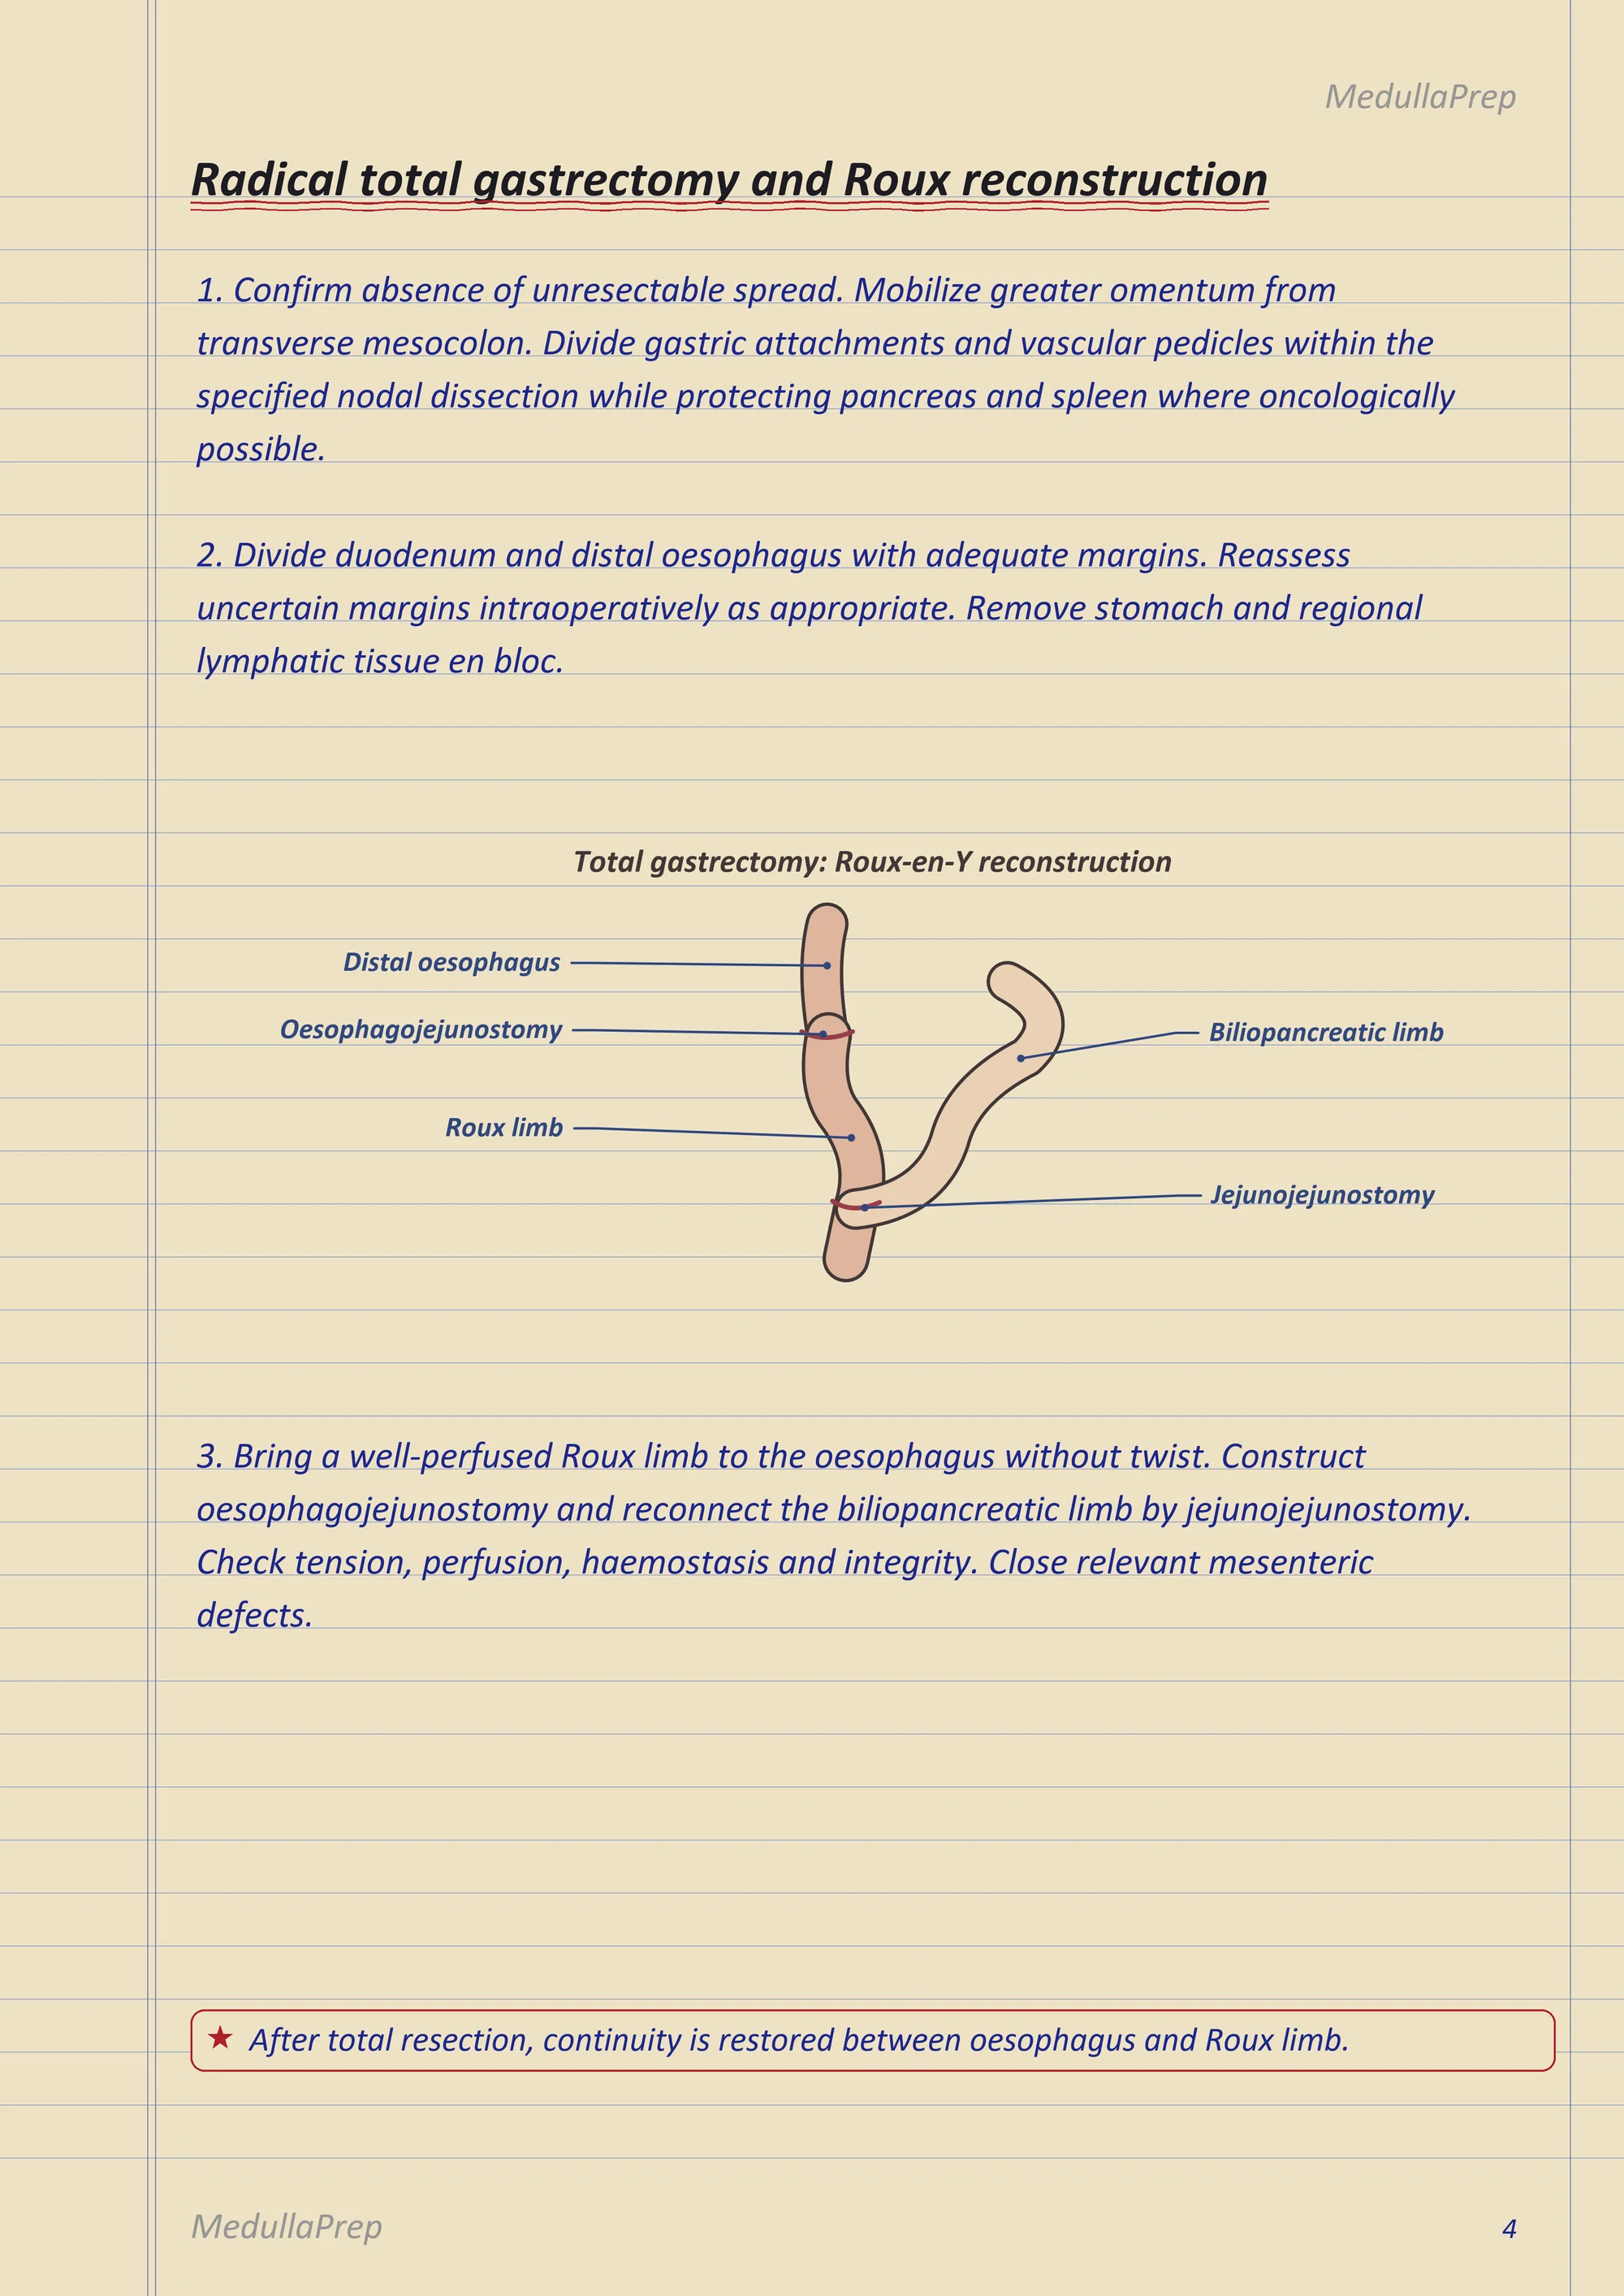 MedullaPrep
Radical total gastrectomy and Roux reconstruction
1. Confirm absence of unresectable spread. Mobilize greater omentum from
transverse mesocolon. Divide gastric attachments and vascular pedicles within the
specified nodal dissection while protecting pancreas and spleen where oncologically
possible.
2. Divide duodenum and distal oesophagus with adequate margins. Reassess
uncertain margins intraoperatively as appropriate. Remove stomach and regional
lymphatic tissue en bloc.
Total gastrectomy: Roux-en-Y reconstruction
Distal oesophagus
Oesophagojejunostomy
Biliopancreatic limb
Roux limb
Jejunojejunostomy
3. Bring a well-perfused Roux limb to the oesophagus without twist. Construct
oesophagojejunostomy and reconnect the biliopancreatic limb by jejunojejunostomy.
Check tension, perfusion, haemostasis and integrity. Close relevant mesenteric
defects.
★ After total resection, continuity is restored between oesophagus and Roux limb.
MedullaPrep
4